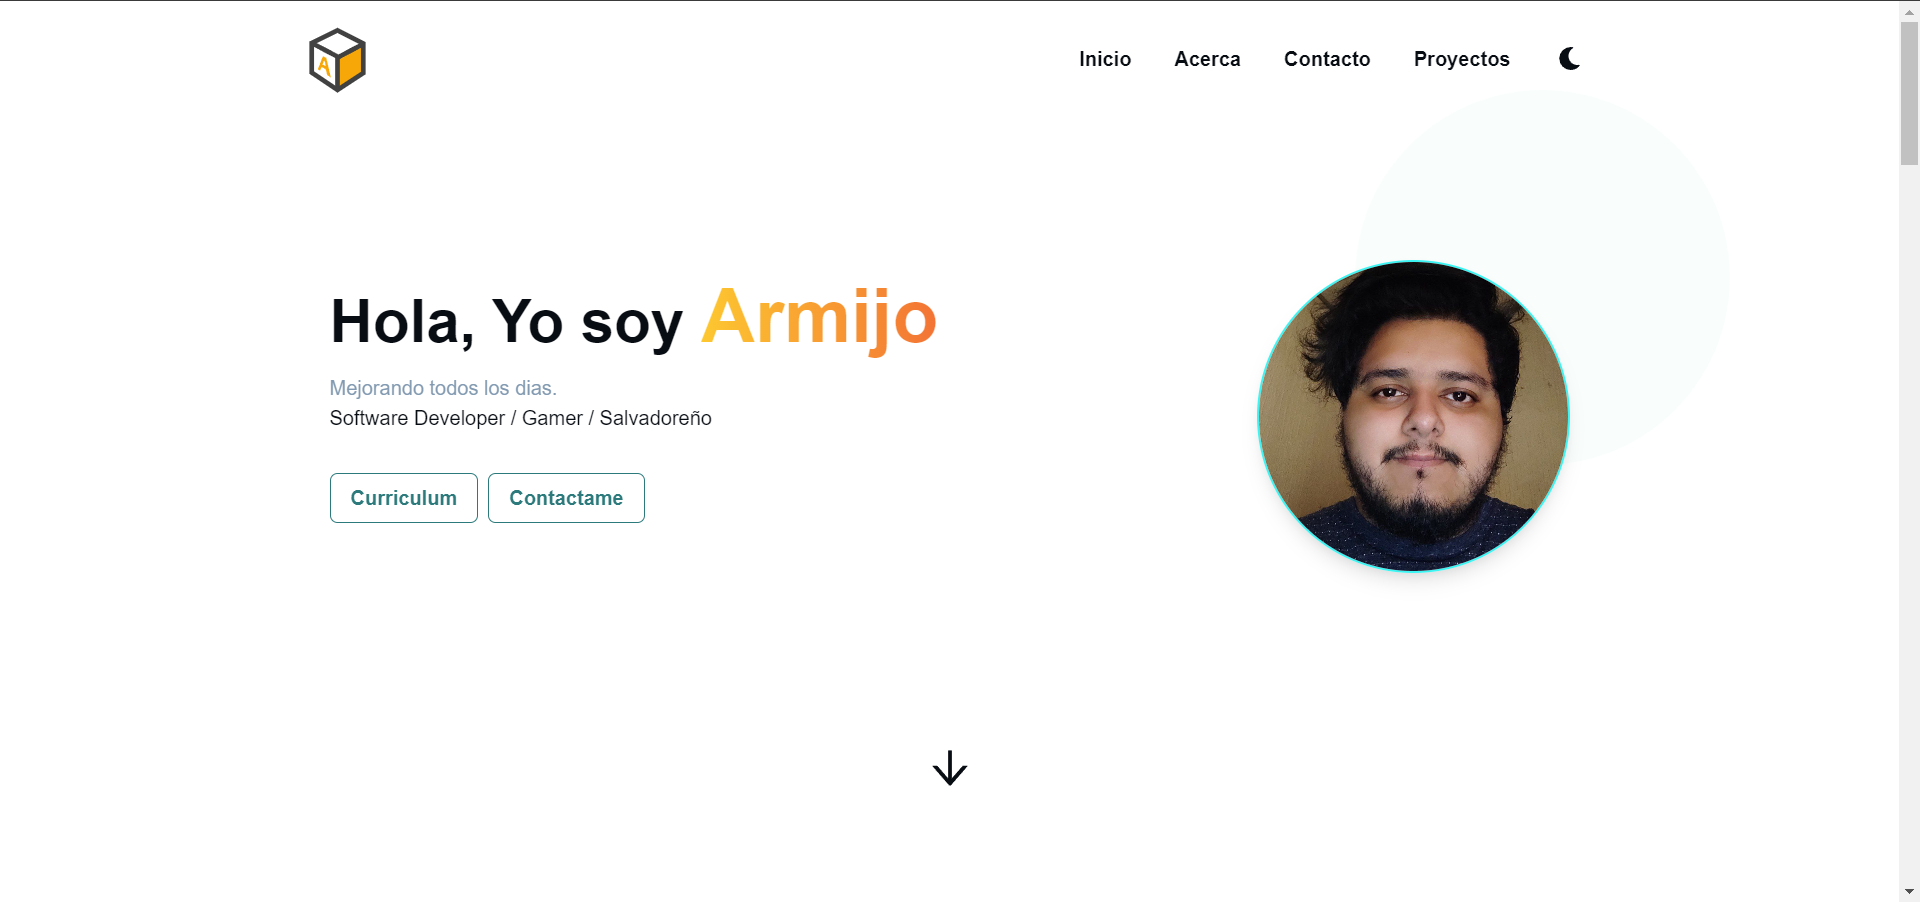 A
Inicio Acerca Contacto Proyectos
Hola, Yo soy Armijo
Mejorando todos los dias.
Software Developer / Gamer / Salvadoreño
Curriculum Contactame